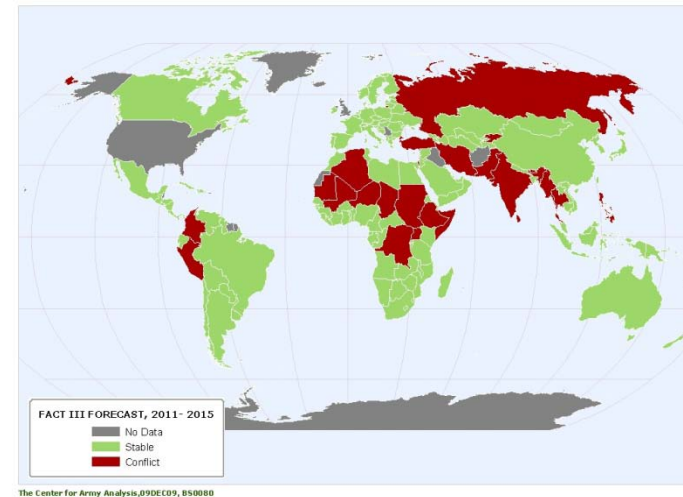 FACT III FORECAST, 2011- 2015
No Data
Stable
Conflict
The Center for Army Analysis,09DEC09, BS0080